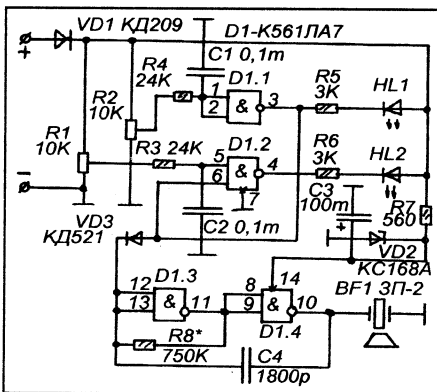 VD1 КД209
D1-К561ЛА7
+
C1 0,1m
R4
24K
D1.1
1
2
&
3
R5
3K
HL1
R2
10K
R1
10K
R3 24K
D1.2
5
6
&
4
7
R6
3K
HL2
C3
100m
+
R7
560
–
VD3
КД521
C2 0,1m
VD2
КС168А
D1.3
12
13
&
11
8
9
14
&
10
D1.4
BF1 ЗП-2
R8*
750K
C4
1800p